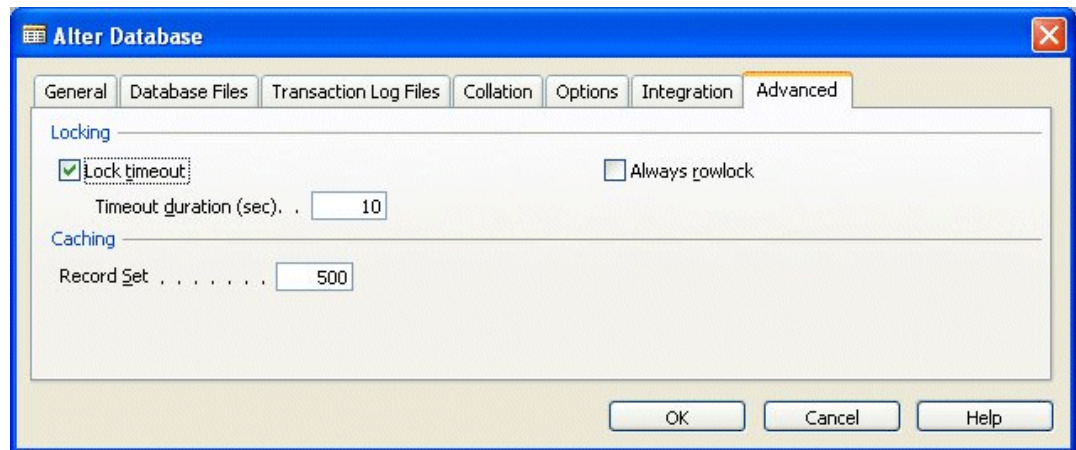 Alter Database
General Database Files Transaction Log Files Collation Options Integration Advanced
Locking
Lock timeout Always rowlock
Timeout duration (sec). . 10
Caching
Record Set . . . . . . . 500
OK Cancel Help